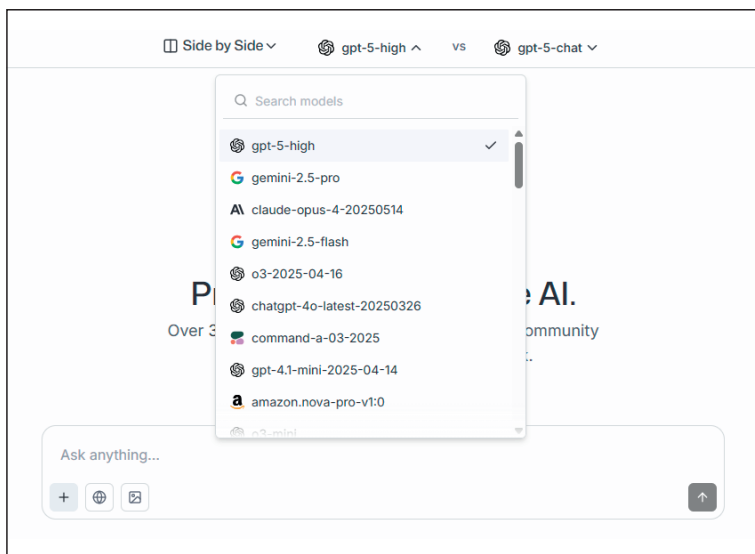 Side by Side gpt-5-high vs gpt-5-chat
Search models
gpt-5-high
gemini-2.5-pro
claude-opus-4-20250514
gemini-2.5-flash
o3-2025-04-16
AI.
chatgpt-4o-latest-20250326
Over 3
command-a-03-2025
gpt-4.1-mini-2025-04-14
amazon.nova-pro-v1:0
o3-mini
Ask anything...